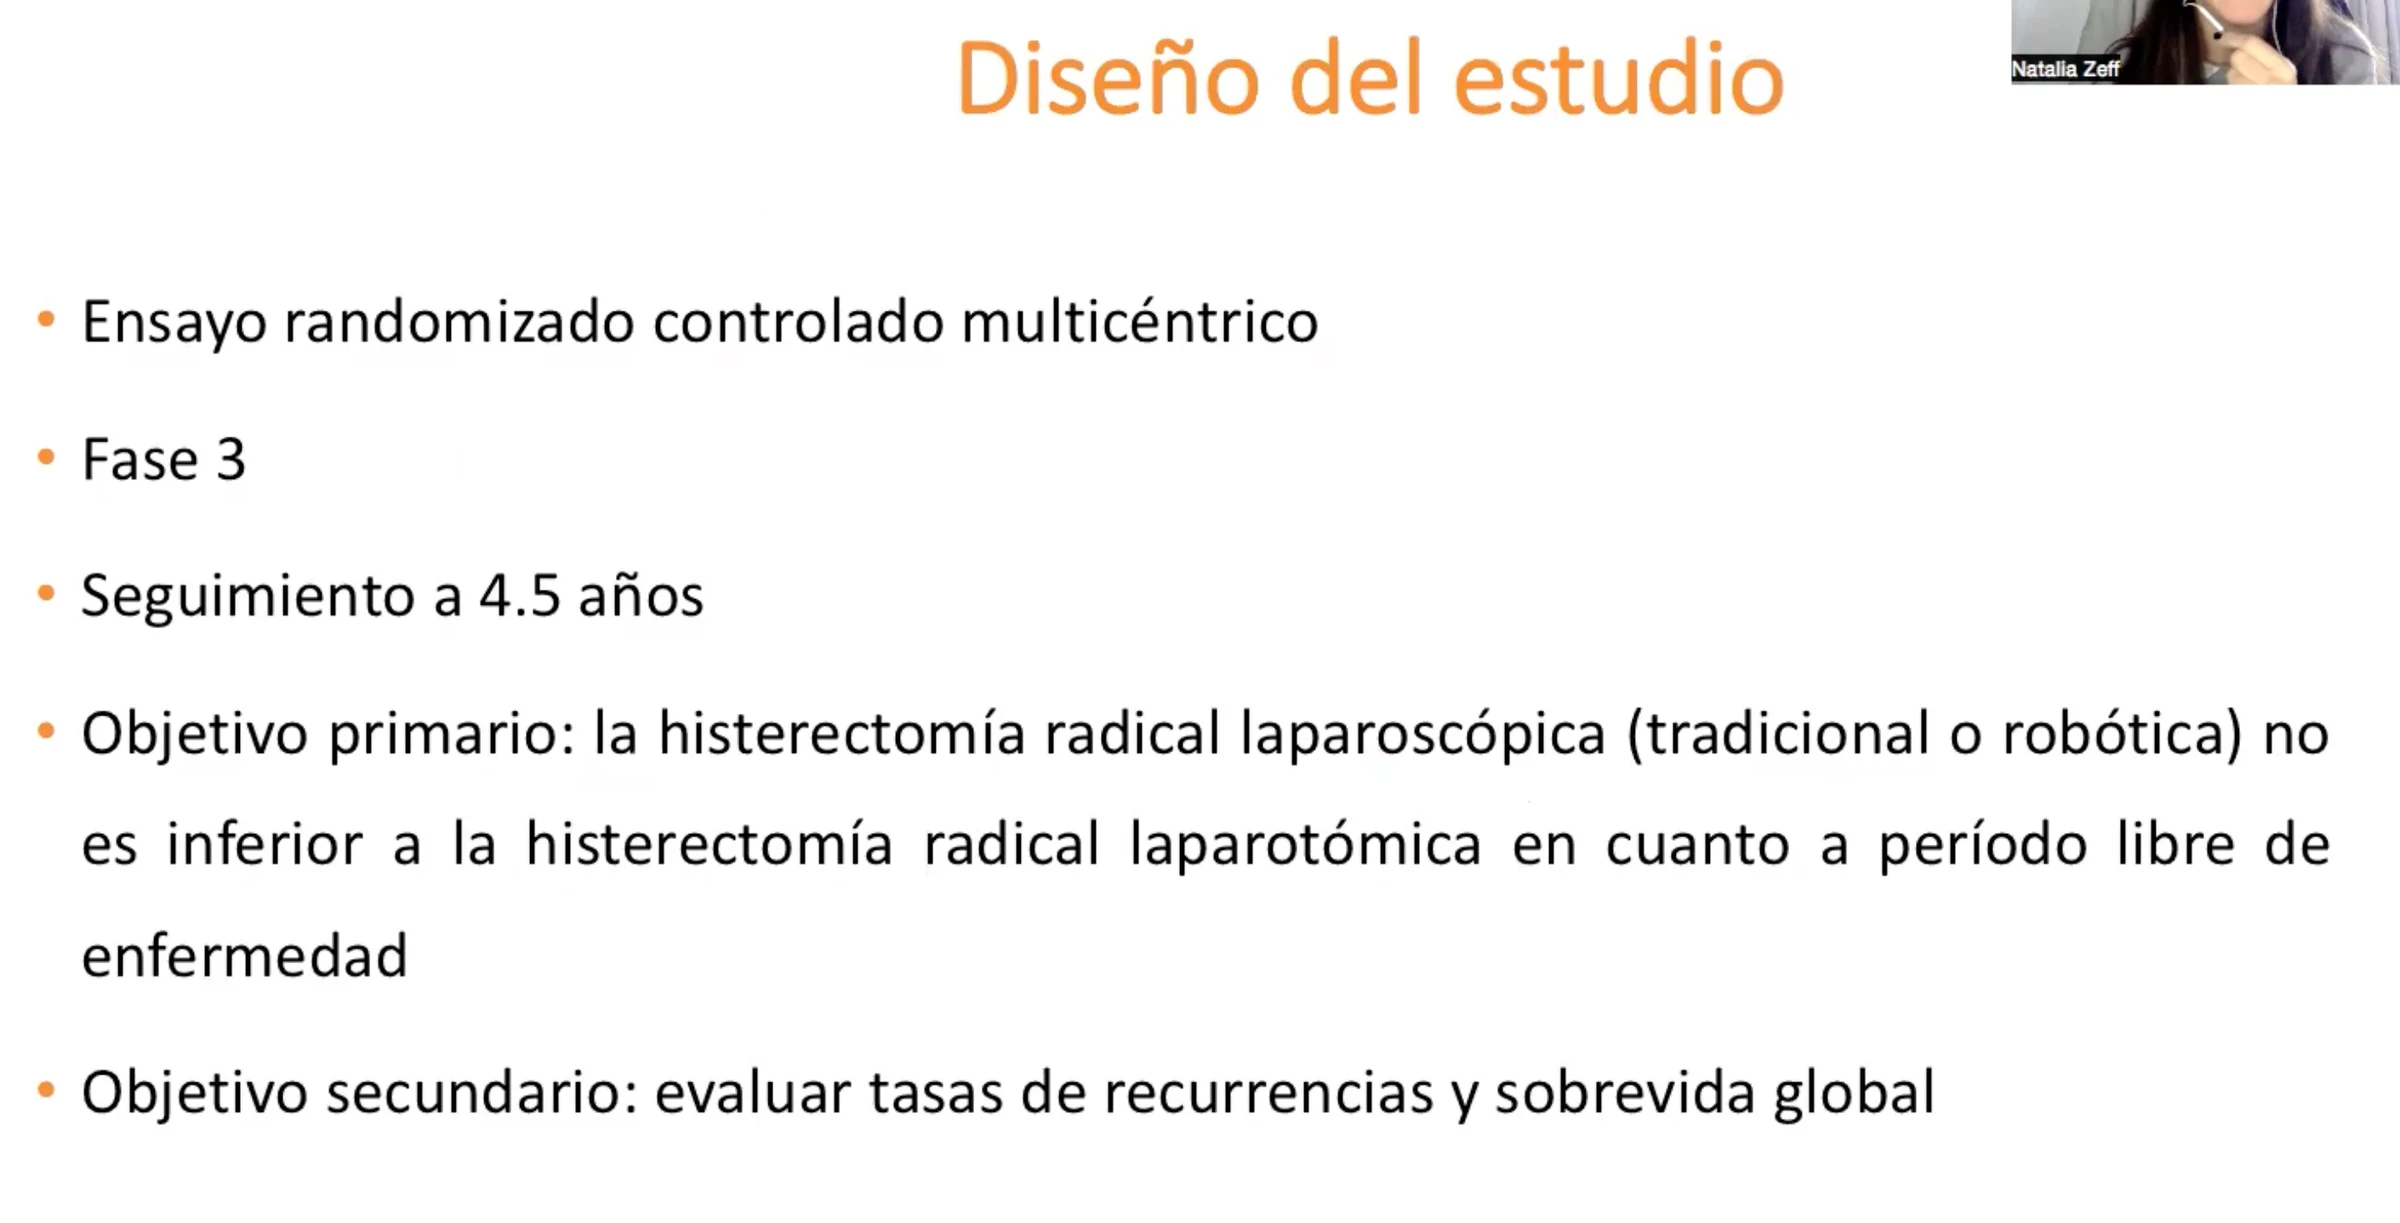 Diseño del estudio
Natalia Zeff
• Ensayo randomizado controlado multicéntrico
• Fase 3
• Seguimiento a 4.5 años
• Objetivo primario: la histerectomía radical laparoscópica (tradicional o robótica) no
es inferior a la histerectomía radical laparotómica en cuanto a período libre de
enfermedad
• Objetivo secundario: evaluar tasas de recurrencias y sobrevida global